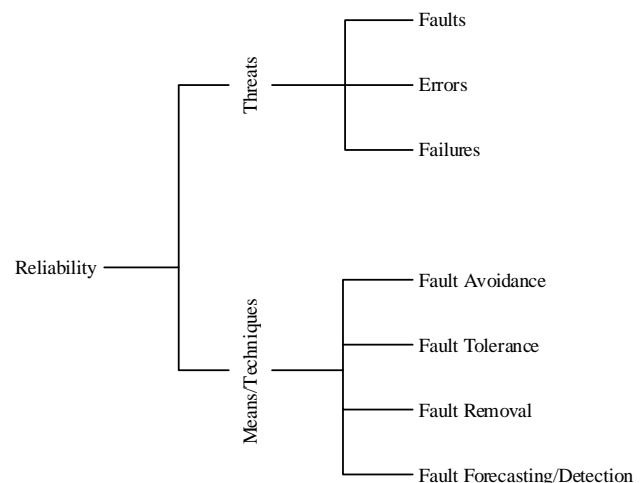 Reliability
Threats
Faults
Errors
Failures
Means/Techniques
Fault Avoidance
Fault Tolerance
Fault Removal
Fault Forecasting/Detection